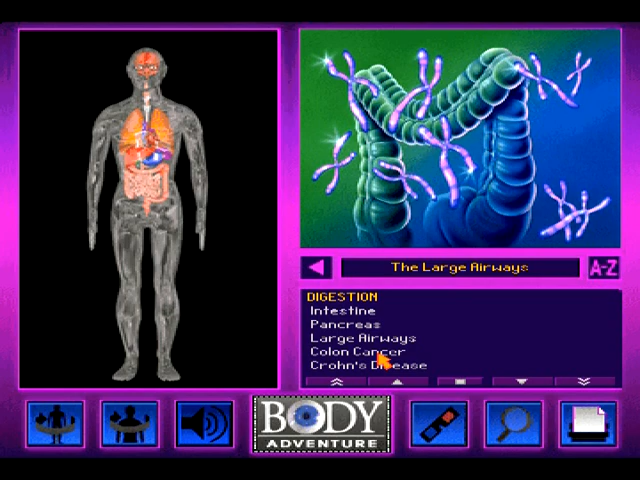 The Large Airways
A-Z
DIGESTION
Intestine
Pancreas
Large Airways
Colon Cancer
Crohn's Disease
BODY
ADVENTURE